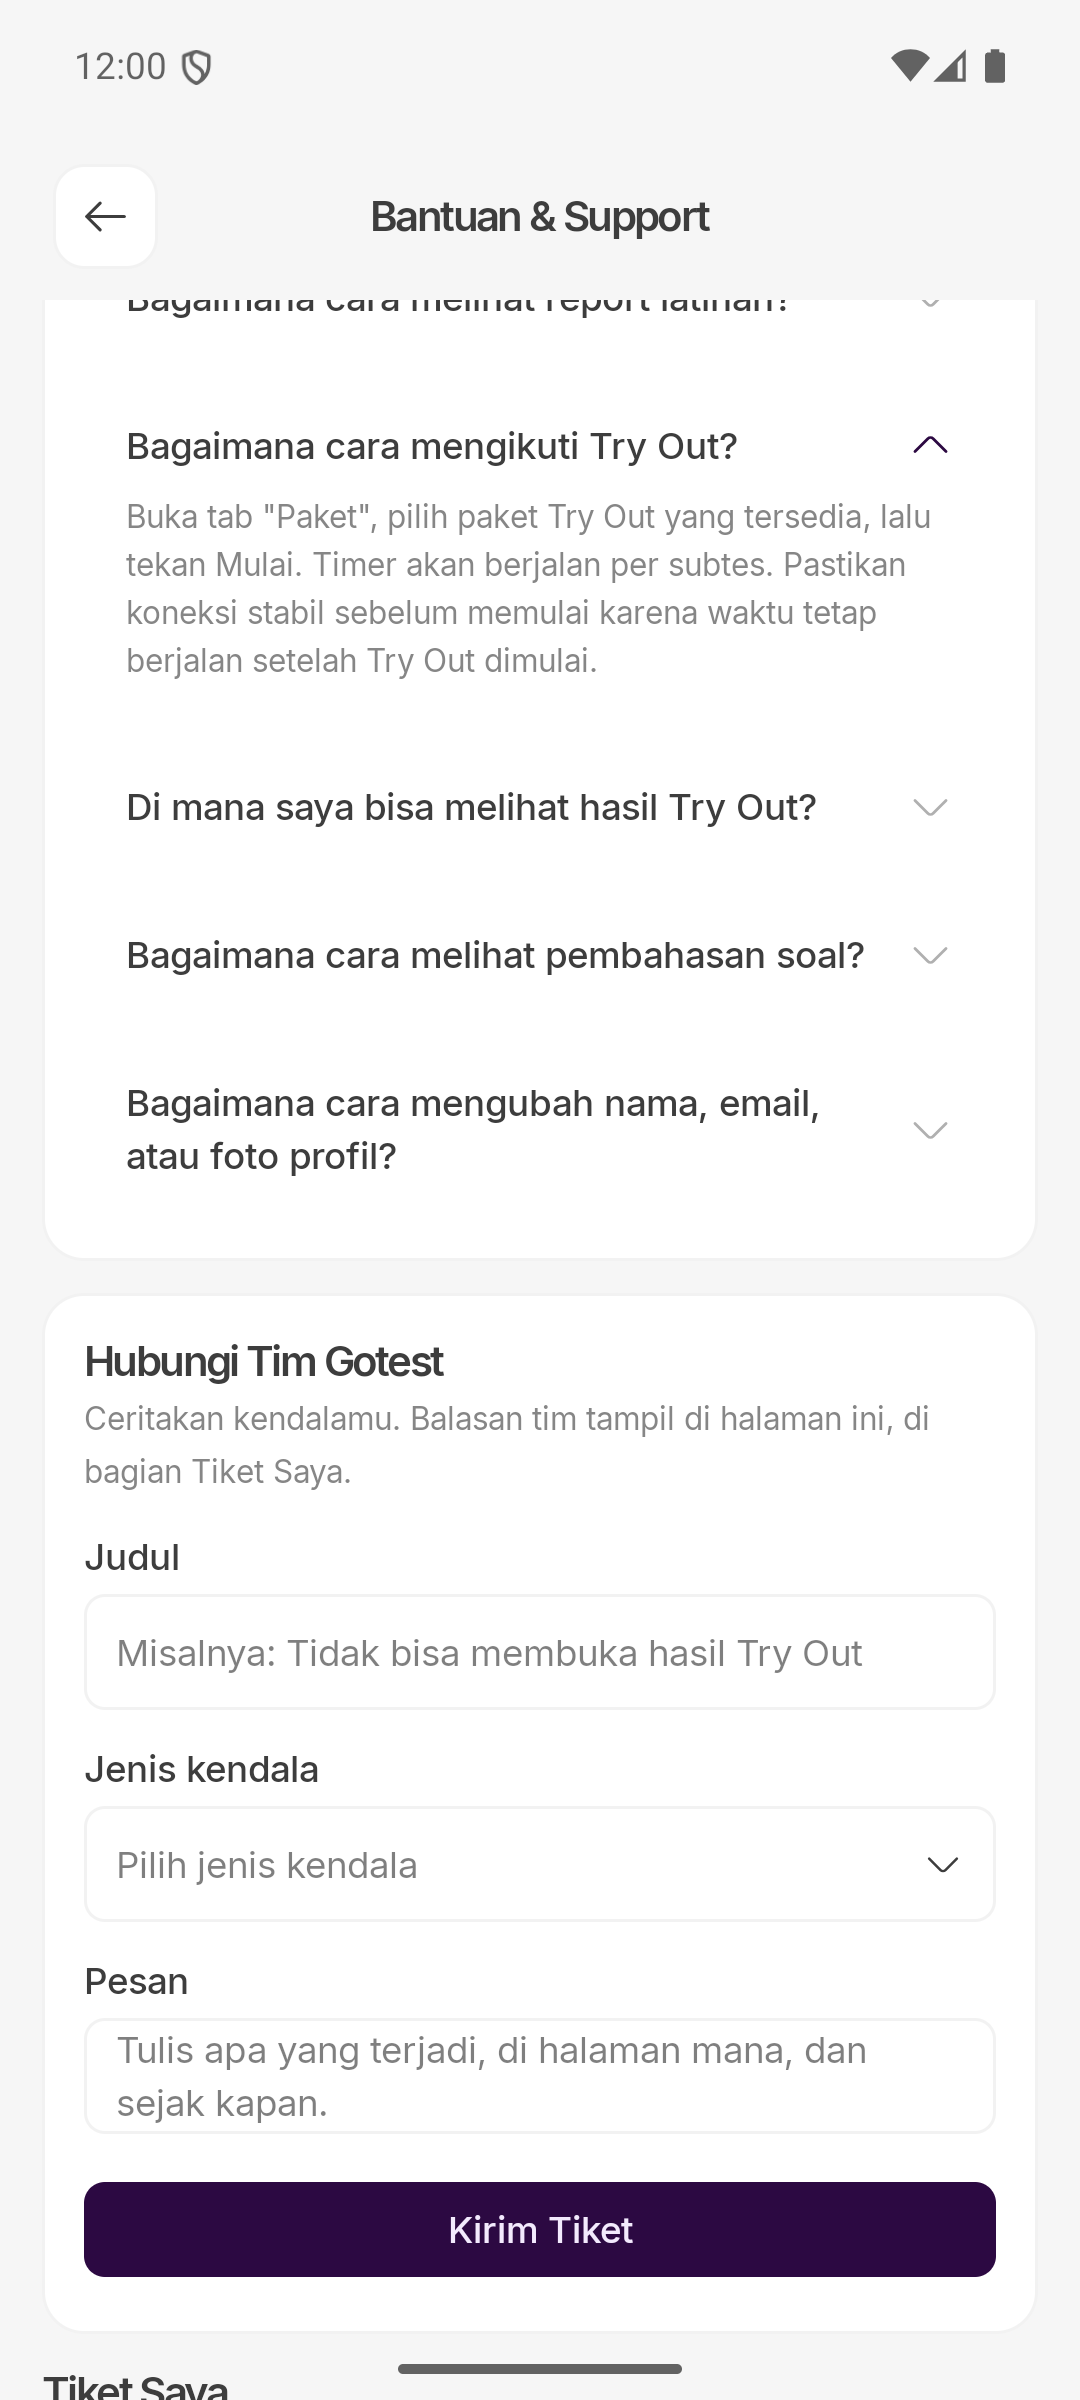 12:00
Bantuan & Support
Bagaimana cara melihat report latihan?
Bagaimana cara mengikuti Try Out?
Buka tab "Paket", pilih paket Try Out yang tersedia, lalu
tekan Mulai. Timer akan berjalan per subtes. Pastikan
koneksi stabil sebelum memulai karena waktu tetap
berjalan setelah Try Out dimulai.
Di mana saya bisa melihat hasil Try Out?
Bagaimana cara melihat pembahasan soal?
Bagaimana cara mengubah nama, email,
atau foto profil?
Hubungi Tim Gotest
Ceritakan kendalamu. Balasan tim tampil di halaman ini, di
bagian Tiket Saya.
Judul
Misalnya: Tidak bisa membuka hasil Try Out
Jenis kendala
Pilih jenis kendala
Pesan
Tulis apa yang terjadi, di halaman mana, dan
sejak kapan.
Kirim Tiket
Tiket Saya